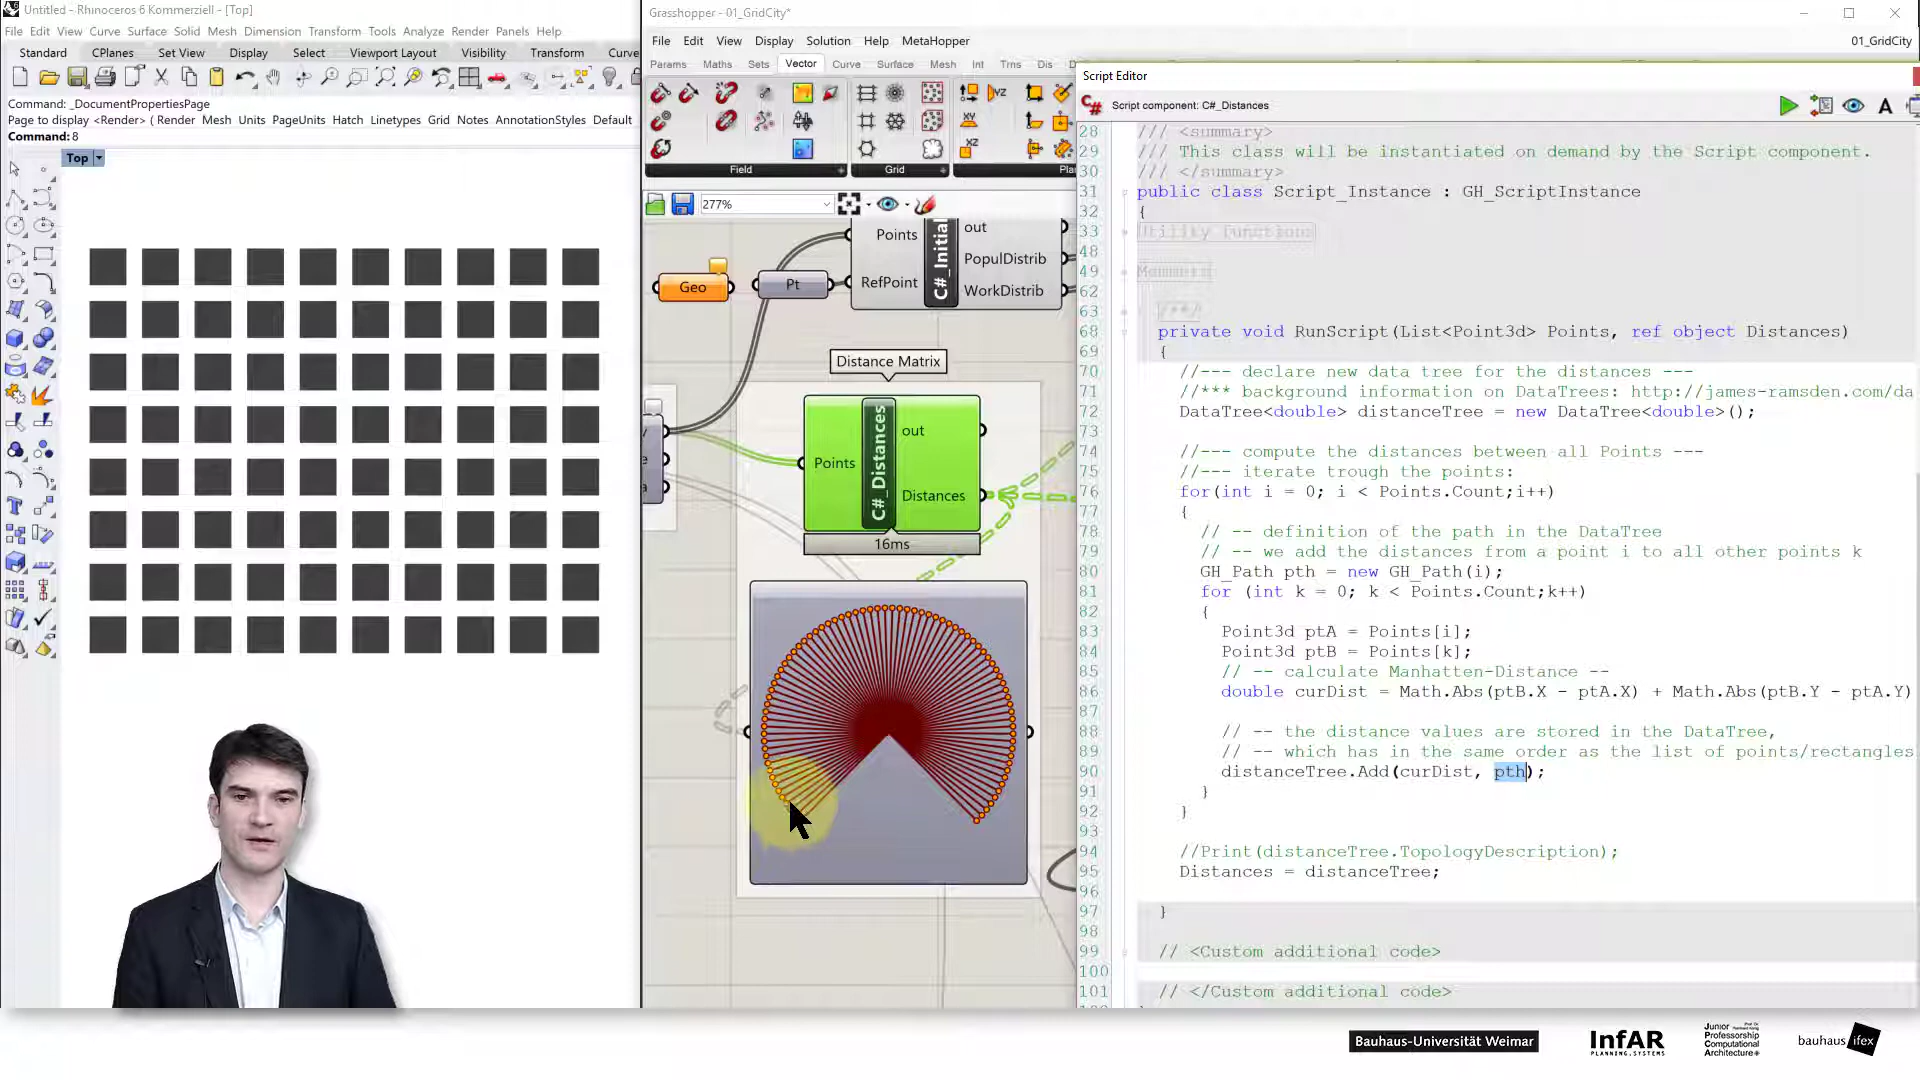 Untitled - Rhinoceros 6 Kommerziell - [Top]
File Edit View Curve Surface Solid Mesh Dimension Transform Tools Analyze Render Panels Help
Standard CPlanes Set View Display Select Viewport Layout Visibility Transform Curve
Command: _DocumentPropertiesPage
Page to display <Render> ( Render Mesh Units PageUnits Hatch Linetypes Grid Notes AnnotationStyles Default
Command: 8
Top
Grasshopper - 01_GridCity*
File Edit View Display Solution Help MetaHopper
01_GridCity
Params Maths Sets Vector Curve Surface Mesh Int Trns Dis
Field Grid Plan
277%
Points
RefPoint
C#_Initial
out
PopulDistrib
WorkDistrib
Geo
Pt
Distance Matrix
Points
C#_Distances
out
Distances
16ms
Script Editor
Script component: C#_Distances
28 /// <summary>
29 /// This class will be instantiated on demand by the Script component.
30 /// </summary>
31 public class Script_Instance : GH_ScriptInstance
32 {
33 Utility functions
48
49 Members
62
63 /**/
68 private void RunScript(List<Point3d> Points, ref object Distances)
69 {
70 //--- declare new data tree for the distances ---
71 //*** background information on DataTrees: http://james-ramsden.com/da
72 DataTree<double> distanceTree = new DataTree<double>();
73
74 //--- compute the distances between all Points ---
75 //--- iterate trough the points:
76 for(int i = 0; i < Points.Count;i++)
77 {
78 // -- definition of the path in the DataTree
79 // -- we add the distances from a point i to all other points k
80 GH_Path pth = new GH_Path(i);
81 for (int k = 0; k < Points.Count;k++)
82 {
83 Point3d ptA = Points[i];
84 Point3d ptB = Points[k];
85 // -- calculate Manhatten-Distance --
86 double curDist = Math.Abs(ptB.X - ptA.X) + Math.Abs(ptB.Y - ptA.Y)
87
88 // -- the distance values are stored in the DataTree,
89 // -- which has in the same order as the list of points/rectangles
90 distanceTree.Add(curDist, pth);
91 }
92 }
93
94 //Print(distanceTree.TopologyDescription);
95 Distances = distanceTree;
96
97 }
98
99 // <Custom additional code>
100
101 // </Custom additional code>
Bauhaus-Universität Weimar
InfAR
PLANNING.SYSTEMS
Junior
Professorship
Computational
Architecture
bauhaus ifex